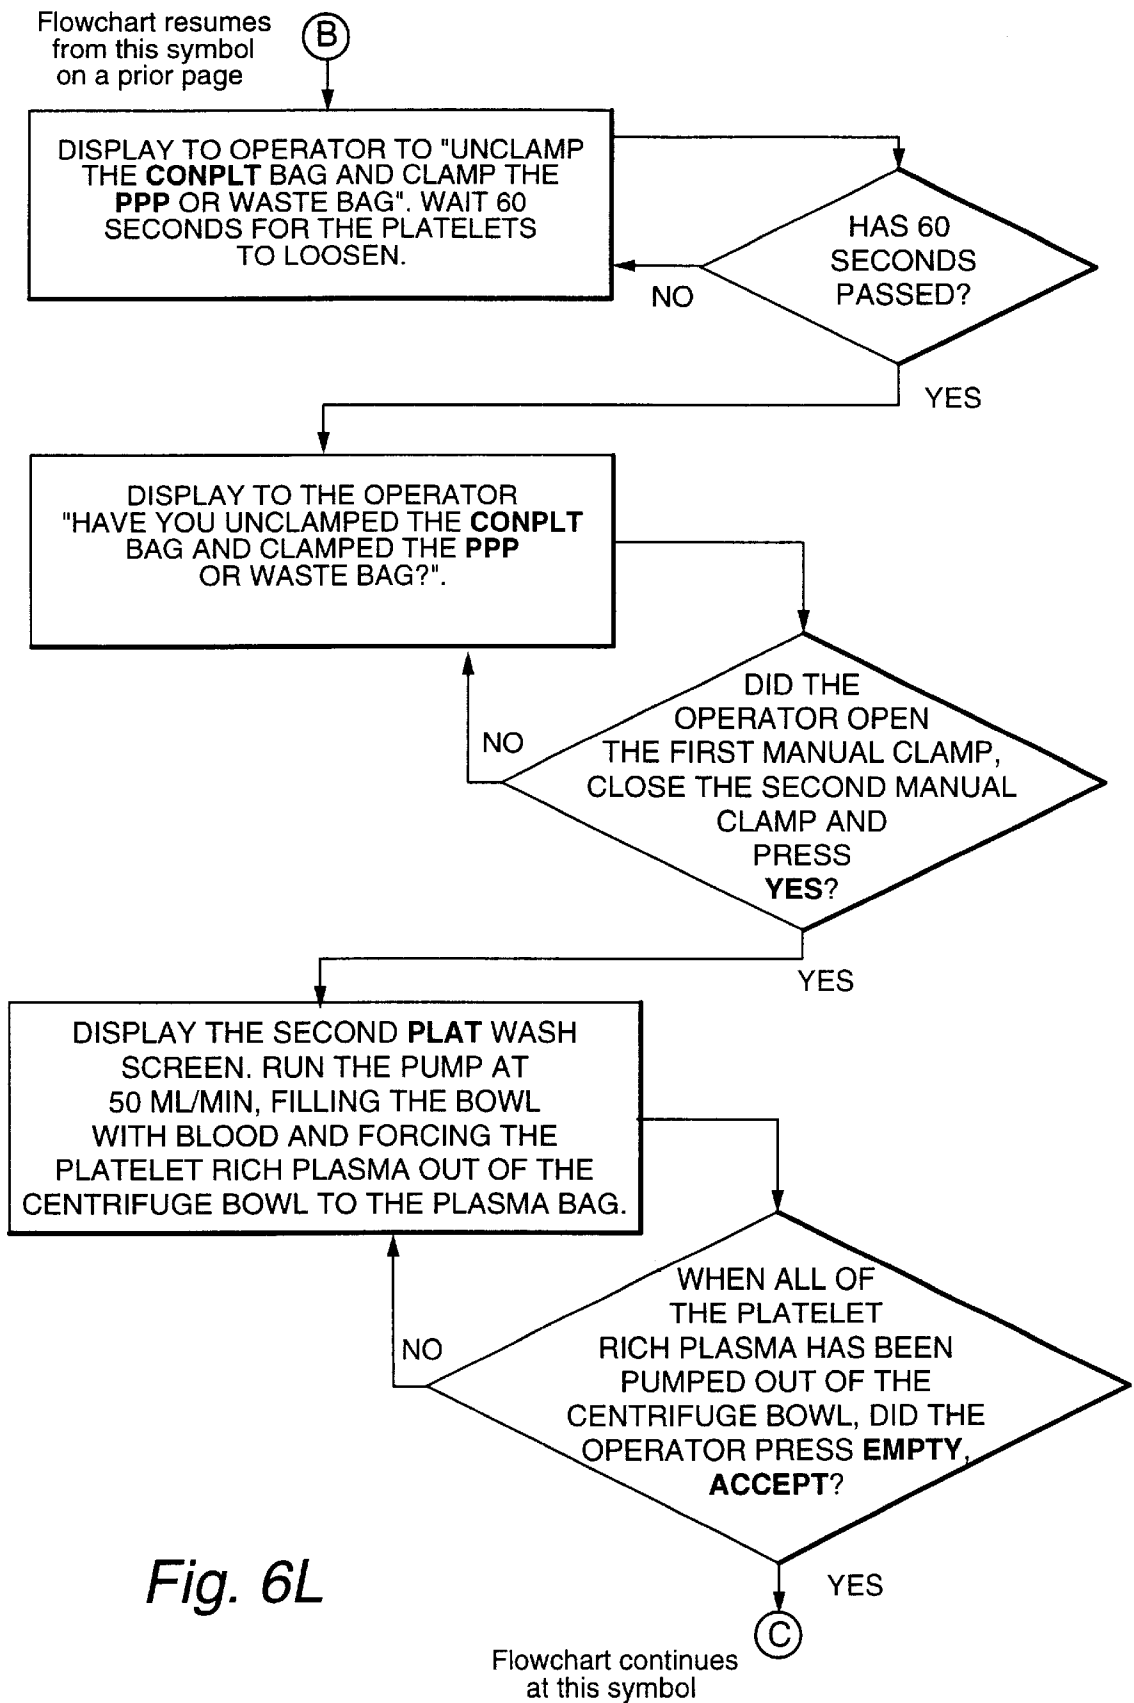 Flowchart resumes
from this symbol
on a prior page
B
DISPLAY TO OPERATOR TO "UNCLAMP
THE CONPLT BAG AND CLAMP THE
PPP OR WASTE BAG". WAIT 60
SECONDS FOR THE PLATELETS
TO LOOSEN.
HAS 60
SECONDS
PASSED?
NO
YES
DISPLAY TO THE OPERATOR
"HAVE YOU UNCLAMPED THE CONPLT
BAG AND CLAMPED THE PPP
OR WASTE BAG?".
DID THE
OPERATOR OPEN
THE FIRST MANUAL CLAMP,
CLOSE THE SECOND MANUAL
CLAMP AND
PRESS
YES?
NO
YES
DISPLAY THE SECOND PLAT WASH
SCREEN. RUN THE PUMP AT
50 ML/MIN, FILLING THE BOWL
WITH BLOOD AND FORCING THE
PLATELET RICH PLASMA OUT OF THE
CENTRIFUGE BOWL TO THE PLASMA BAG.
WHEN ALL OF
THE PLATELET
RICH PLASMA HAS BEEN
PUMPED OUT OF THE
CENTRIFUGE BOWL, DID THE
OPERATOR PRESS EMPTY,
ACCEPT?
NO
YES
Fig. 6L
C
Flowchart continues
at this symbol